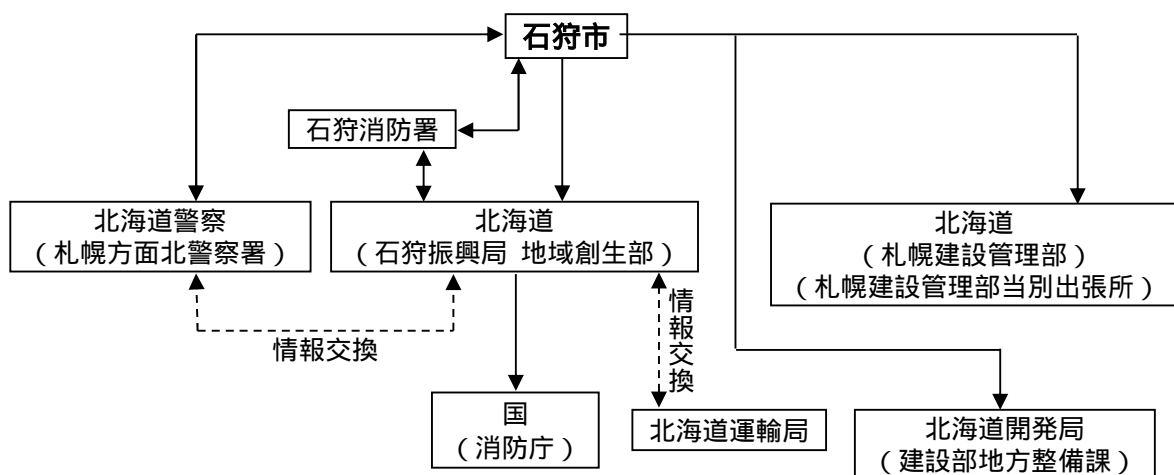 石狩市
石狩消防署
北海道警察
（札幌方面北警察署）
北海道
（石狩振興局 地域創生部）
北海道
（札幌建設管理部）
（札幌建設管理部当別出張所）
情報交換
情報交換
国
（消防庁）
北海道運輸局
北海道開発局
（建設部地方整備課）